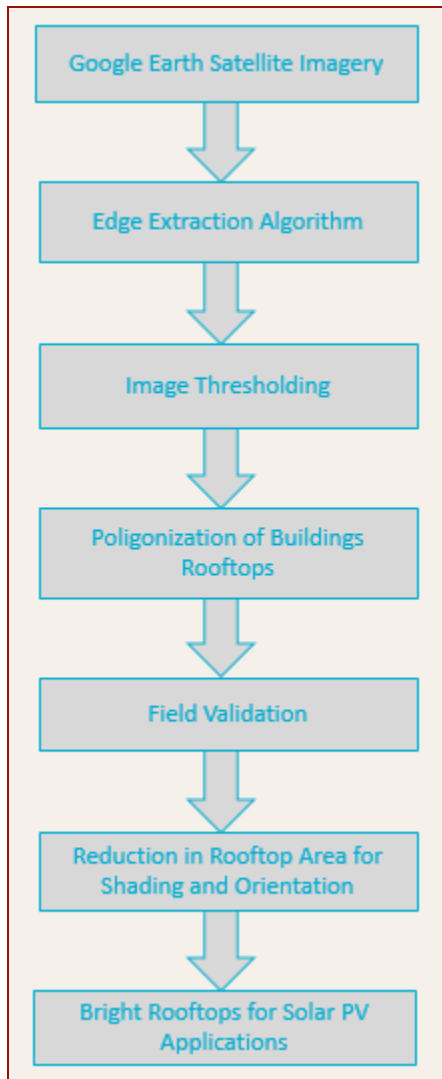 Google Earth Satellite Imagery
Edge Extraction Algorithm
Image Thresholding
Poligonization of Buildings
Rooftops
Field Validation
Reduction in Rooftop Area for
Shading and Orientation
Bright Rooftops for Solar PV
Applications